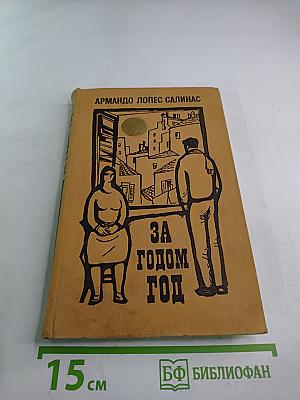 АРМАНДО ЛОПЕС САЛИНАС
ЗА
ГОДОМ
ГОД
15 см
БФ БИБЛИОФАН